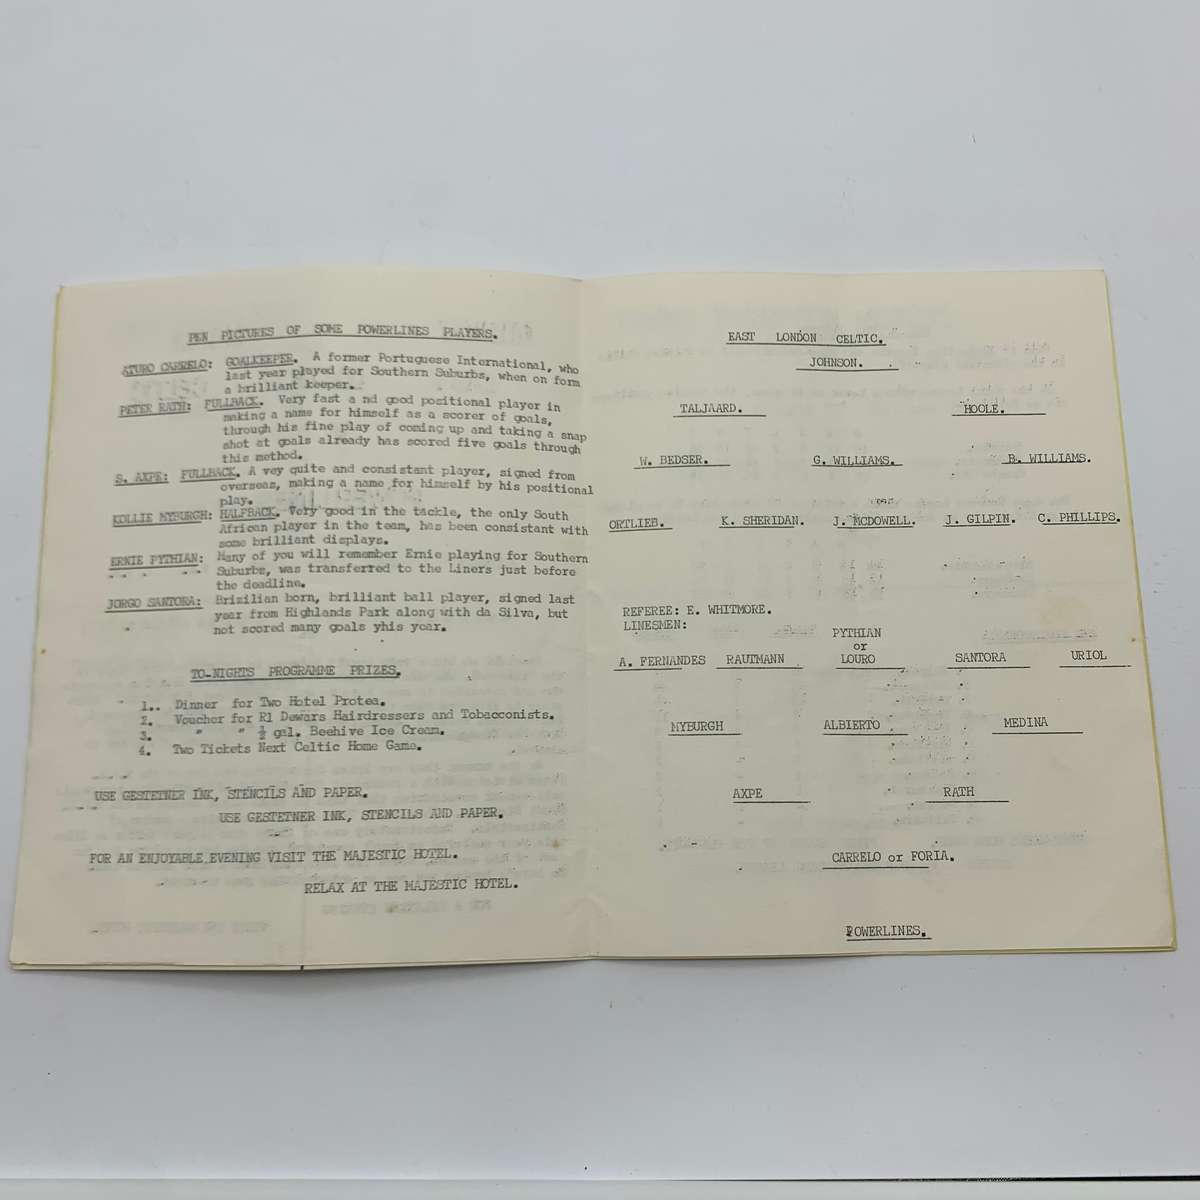 PEN PICTURES OF SOME POWERLINES PLAYERS.
ATURO CARRELO: GOALKEEPER. A former Portuguese International, who
last year played for Southern Suburbs, when on form
a brilliant keeper.
PETER RATH: FULLBACK. Very fast a nd good positional player in
making a name for himself as a scorer of goals,
through his fine play of coming up and taking a snap
shot at goals already has scored five goals through
this method.
S. AXPE: FULLBACK. A vey quite and consistant player, signed from
overseas, making a name for himself by his positional
play.
KOLLIE MYBURGH: HALFBACK. Very good in the tackle, the only South
African player in the team, has been consistant with
some brilliant displays.
ERNIE PYTHIAN: Many of you will remember Ernie playing for Southern
Suburbs, was transferred to the Liners just before
the deadline.
JORGO SANTORA: Brizilian born, brilliant ball player, signed last
year from Highlands Park along with da Silva, but
not scored many goals yhis year.
TO-NIGHTS PROGRAMME PRIZES.
1.. Dinner for Two Hotel Protea.
2. Voucher for R1 Dewars Hairdressers and Tobacconists.
3. " " ½ gal. Beehive Ice Cream.
4. Two Tickets Next Celtic Home Game.
USE GESTETNER INK, STENCILS AND PAPER.
USE GESTETNER INK, STENCILS AND PAPER.
FOR AN ENJOYABLE EVENING VISIT THE MAJESTIC HOTEL.
RELAX AT THE MAJESTIC HOTEL.
EAST LONDON CELTIC.
JOHNSON.
TALJAARD. HOOLE.
W. BEDSER. G. WILLIAMS. B. WILLIAMS.
ORTLIEB. K. SHERIDAN. J. MCDOWELL. J. GILPIN. C. PHILLIPS.
REFEREE: E. WHITMORE.
LINESMEN:
PYTHIAN
or
A. FERNANDES RAUTMANN LOURO SANTORA URIOL
MYBURGH ALBIERTO MEDINA
AXPE RATH
CARRELO or FORIA.
POWERLINES.